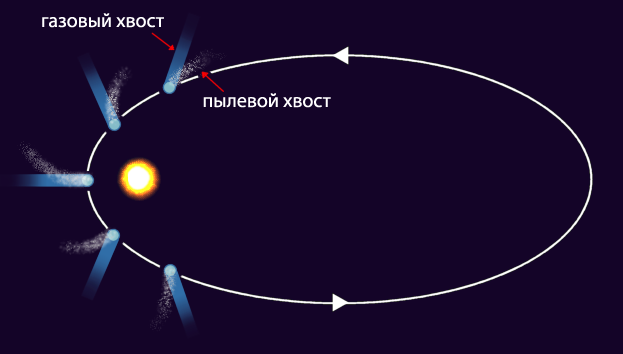 газовый хвост
пылевой хвост